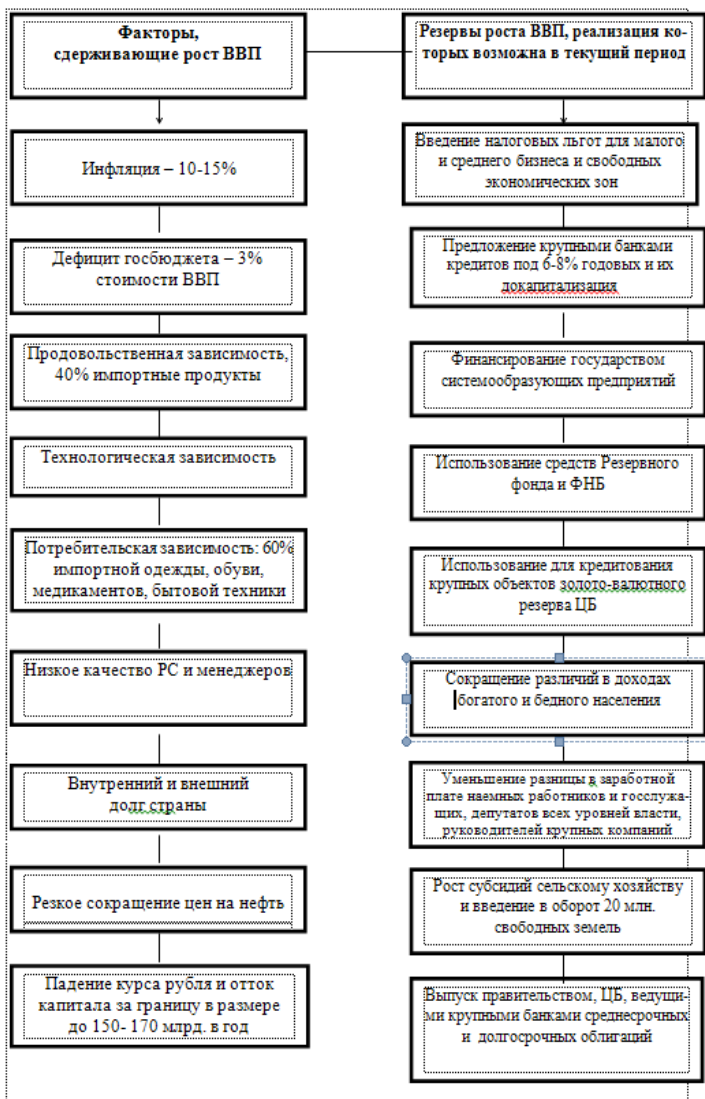 Факторы,
сдерживающие рост ВВП
Инфляция – 10-15%
Дефицит госбюджета – 3%
стоимости ВВП
Продовольственная зависимость,
40% импортные продукты
Технологическая зависимость
Потребительская зависимость: 60%
импортной одежды, обуви,
медикаментов, бытовой техники
Низкое качество РС и менеджеров
Внутренний и внешний
долг страны
Резкое сокращение цен на нефть
Падение курса рубля и отток
капитала за границу в размере
до 150- 170 млрд. в год
Резервы роста ВВП, реализация ко-
торых возможна в текущий период
Введение налоговых льгот для малого
и среднего бизнеса и свободных
экономических зон
Предложение крупными банками
кредитов под 6-8% годовых и их
докапитализация
Финансирование государством
системообразующих предприятий
Использование средств Резервного
фонда и ФНБ
Использование для кредитования
крупных объектов золото-валютного
резерва ЦБ
Сокращение различий в доходах
богатого и бедного населения
Уменьшение разницы в заработной
плате наемных работников и госслужа-
щих, депутатов всех уровней власти,
руководителей крупных компаний
Рост субсидий сельскому хозяйству
и введение в оборот 20 млн.
свободных земель
Выпуск правительством, ЦБ, ведущи-
ми крупными банками среднесрочных
и долгосрочных облигаций